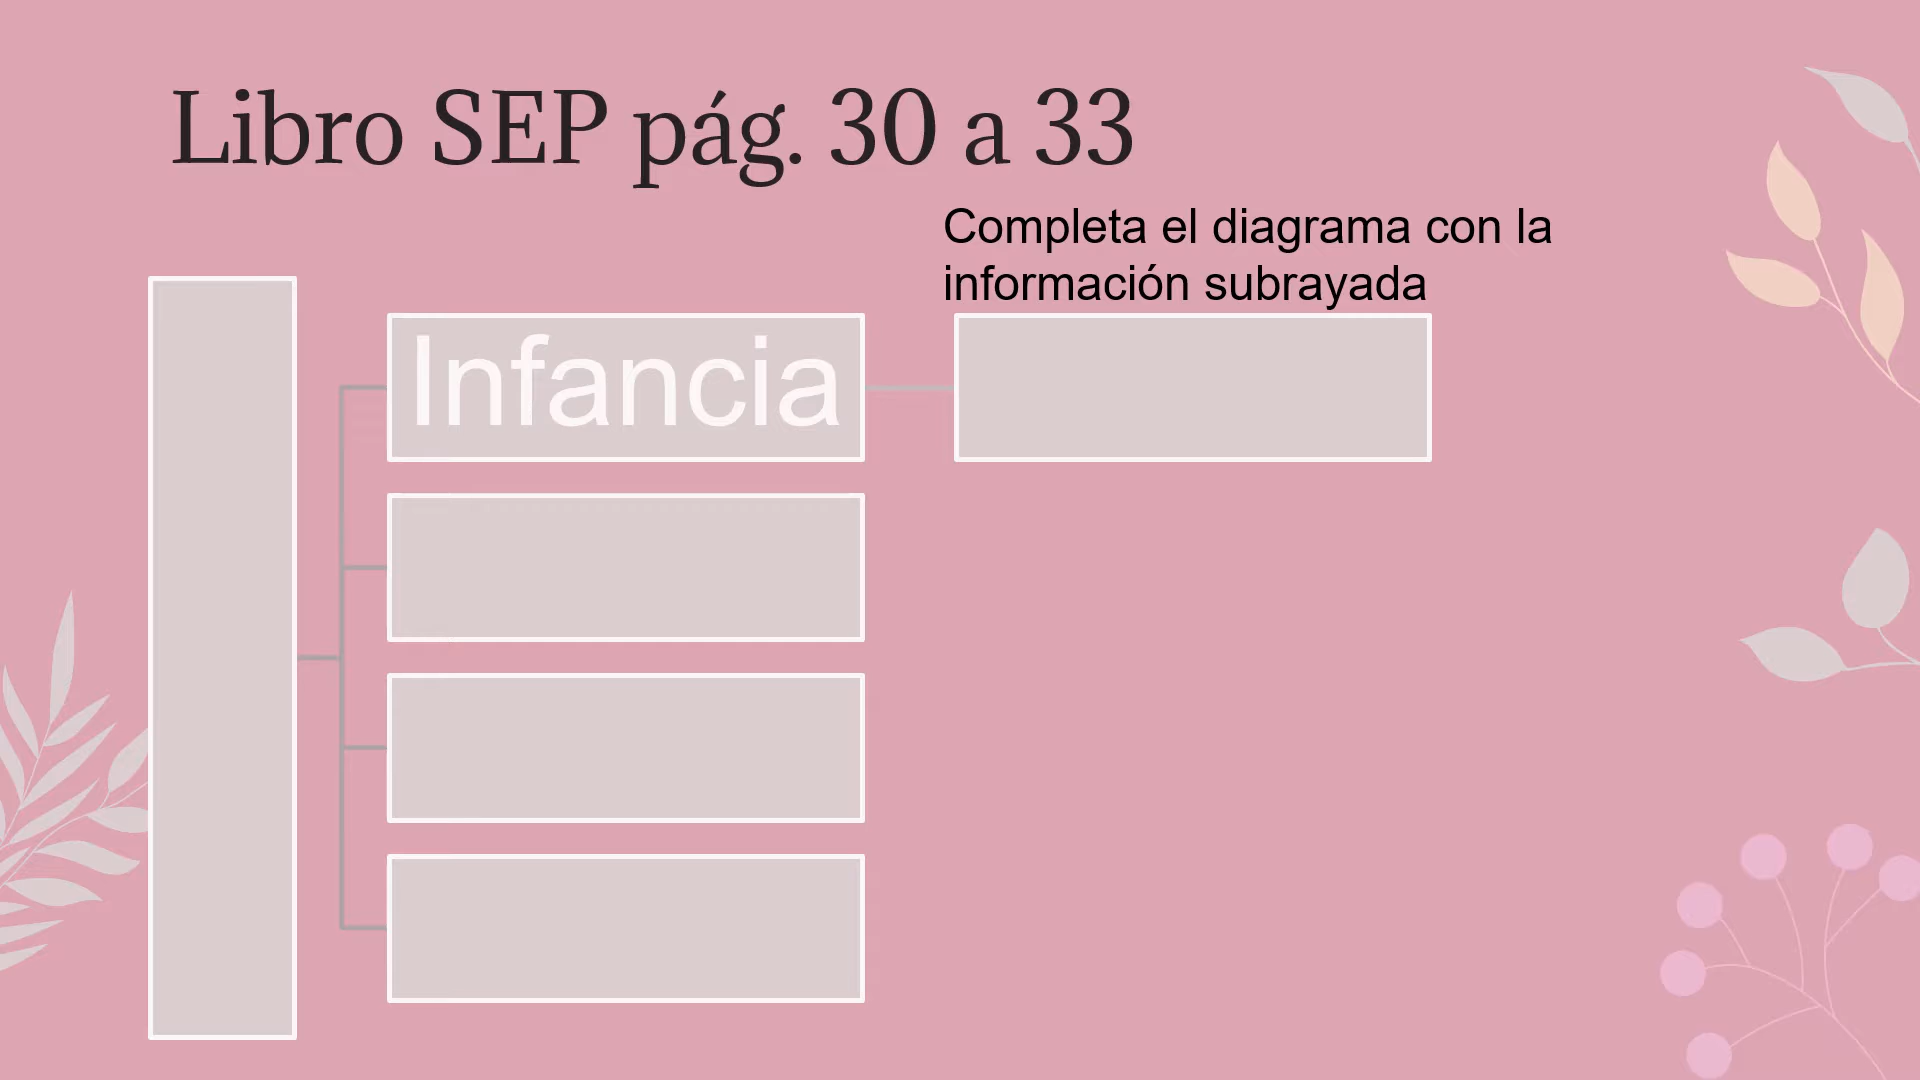 Libro SEP pág. 30 a 33
Completa el diagrama con la
información subrayada
Infancia